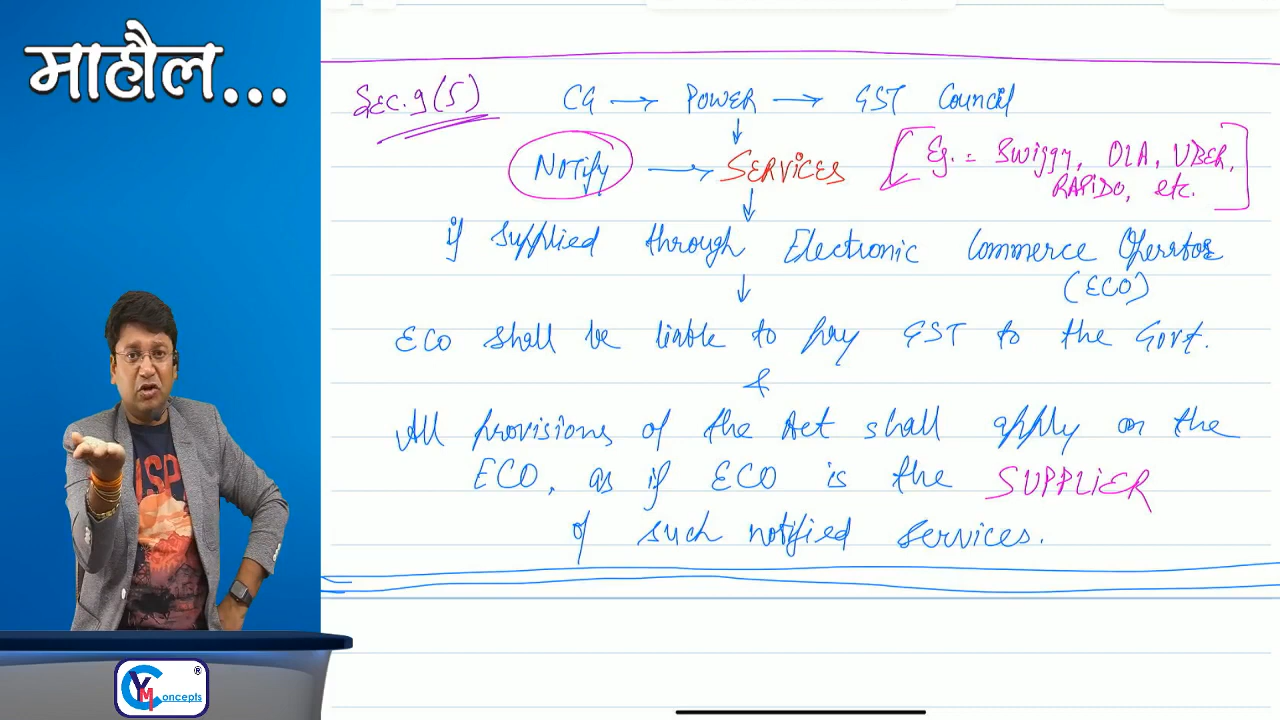 माहौल...
SEC. 9(5) CG → POWER → GST Council
NOTIFY → SERVICES [Eg. = Swiggy, OLA, UBER,
RAPIDO, etc.]
if supplied through Electronic Commerce Operator
(ECO)
ECO shall be liable to pay GST to the Govt.
&
All provisions of the Act shall apply on the
ECO, as if ECO is the SUPPLIER
of such notified services.
CYM oncepts ®